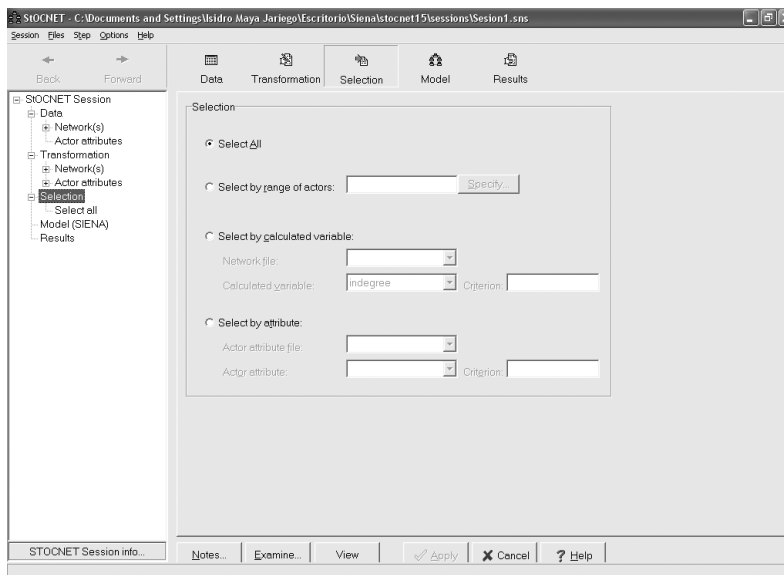 StOCNET - C:\Documents and Settings\Isidro Maya Jariego\Escritorio\Siena\stocnet15\sessions\Sesion1.sns
Session Files Step Options Help
Back Forward Data Transformation Selection Model Results
StOCNET Session
Data
Network(s)
Actor attributes
Transformation
Network(s)
Actor attributes
Selection
Select all
Model (SIENA)
Results
Selection
Select All
Select by range of actors: Specify...
Select by calculated variable:
Network file:
Calculated variable: indegree Criterion:
Select by attribute:
Actor attribute file:
Actor attribute: Criterion:
STOCNET Session info... Notes... Examine... View Apply Cancel Help